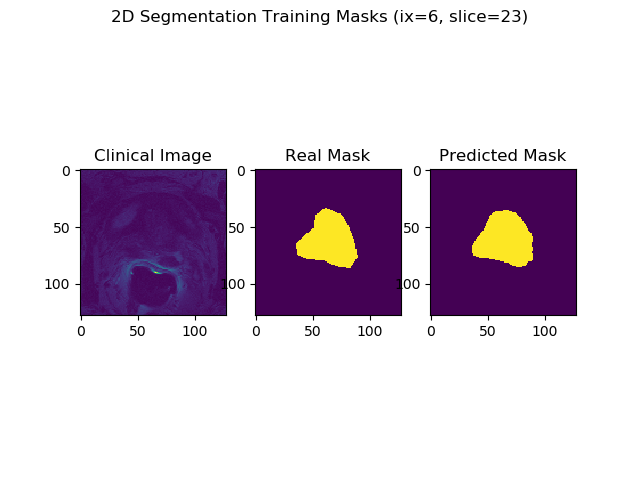 2D Segmentation Training Masks (ix=6, slice=23)
Clinical Image Real Mask Predicted Mask
0 0 0
50 50 50
100 100 100
0 50 100 0 50 100 0 50 100